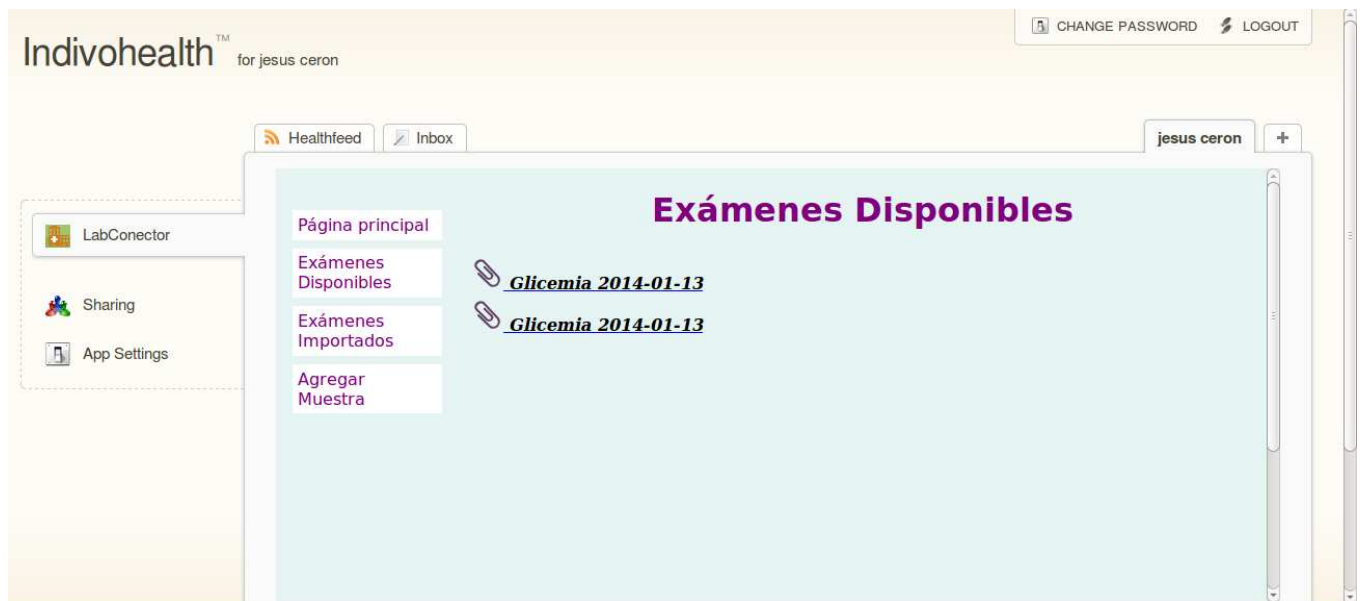 CHANGE PASSWORD LOGOUT
Indivohealth™ for jesus ceron
Healthfeed Inbox jesus ceron +
LabConector
Sharing
App Settings
Página principal
Exámenes
Disponibles
Exámenes
Importados
Agregar
Muestra
Exámenes Disponibles
Glicemia 2014-01-13
Glicemia 2014-01-13